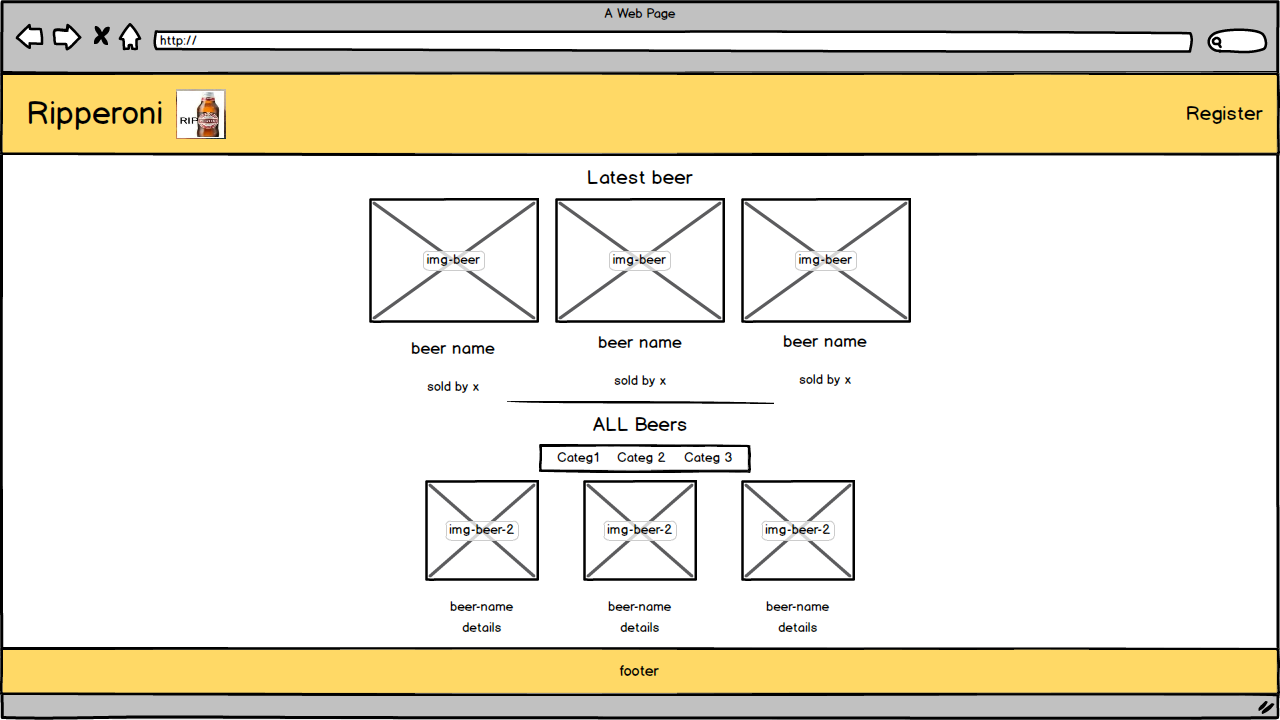 A Web Page
http://
Ripperoni
RIP
Register
Latest beer
img-beer img-beer img-beer
beer name beer name beer name
sold by x sold by x sold by x
ALL Beers
Categ1 Categ 2 Categ 3
img-beer-2 img-beer-2 img-beer-2
beer-name beer-name beer-name
details details details
footer